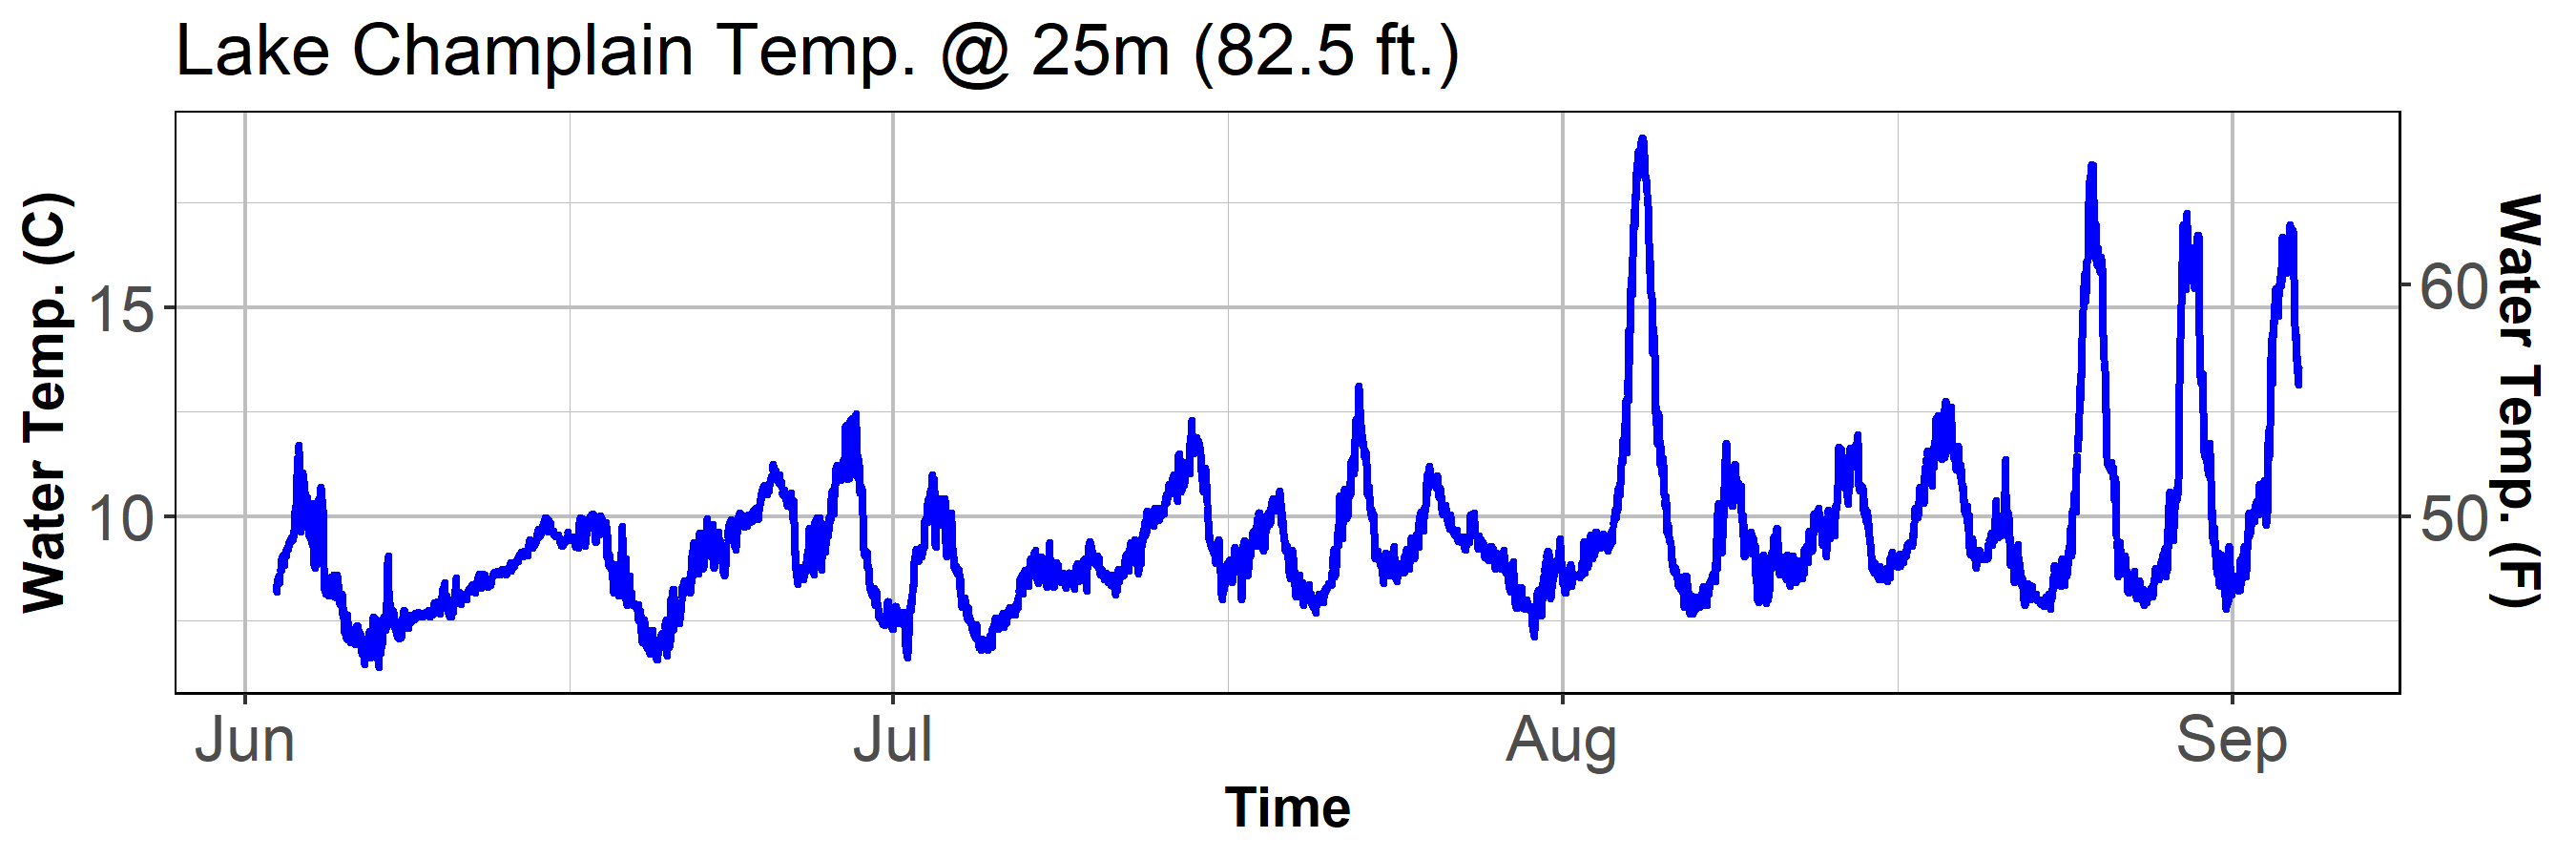 Lake Champlain Temp. @ 25m (82.5 ft.)
Water Temp. (C)
15
10
60
50
Water Temp. (F)
Jun Jul Aug Sep
Time